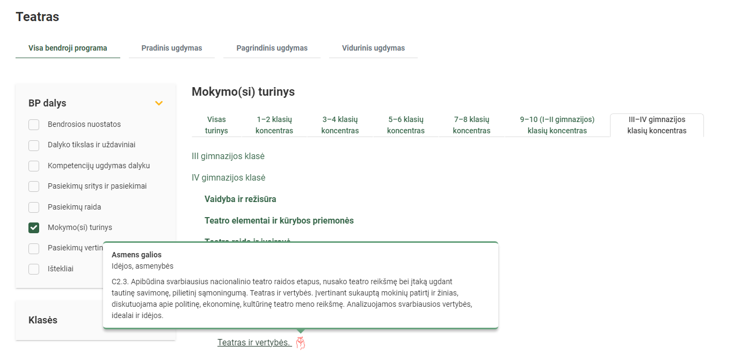 Teatras
Visa bendroji programa
Pradinis ugdymas
Pagrindinis ugdymas
Vidurinis ugdymas
BP dalys
Bendrosios nuostatos
Dalyko tikslas ir uždaviniai
Kompetencijų ugdymas dalyku
Pasiekimų sritys ir pasiekimai
Pasiekimų raida
Mokymo(si) turinys
Pasiekimų
Ištekliai
Klasės
Mokymo(si) turinys
Visas turinys
1–2 klasių koncentras
3–4 klasių koncentras
5–6 klasių koncentras
7–8 klasių koncentras
9–10 (I–II gimnazijos) klasių koncentras
III–IV gimnazijos klasių koncentras
III gimnazijos klasė
IV gimnazijos klasė
Vaidyba ir režisūra
Teatro elementai ir kūrybos priemonės
Asmens galios
Idėjos, asmenybės
C2.3. Apibūdina svarbiausius nacionalinio teatro raidos etapus, nusako teatro reikšmę bei įtaką ugdant
tautinę savimonę, pilietinį sąmoningumą. Teatras ir vertybės. Įvertinant sukauptą mokinių patirtį ir žinias,
diskutuojama apie politinę, ekonominę, kultūrinę teatro meno reikšmę. Analizuojamos svarbiausios vertybės,
idealai ir idėjos.
Teatras ir vertybės.